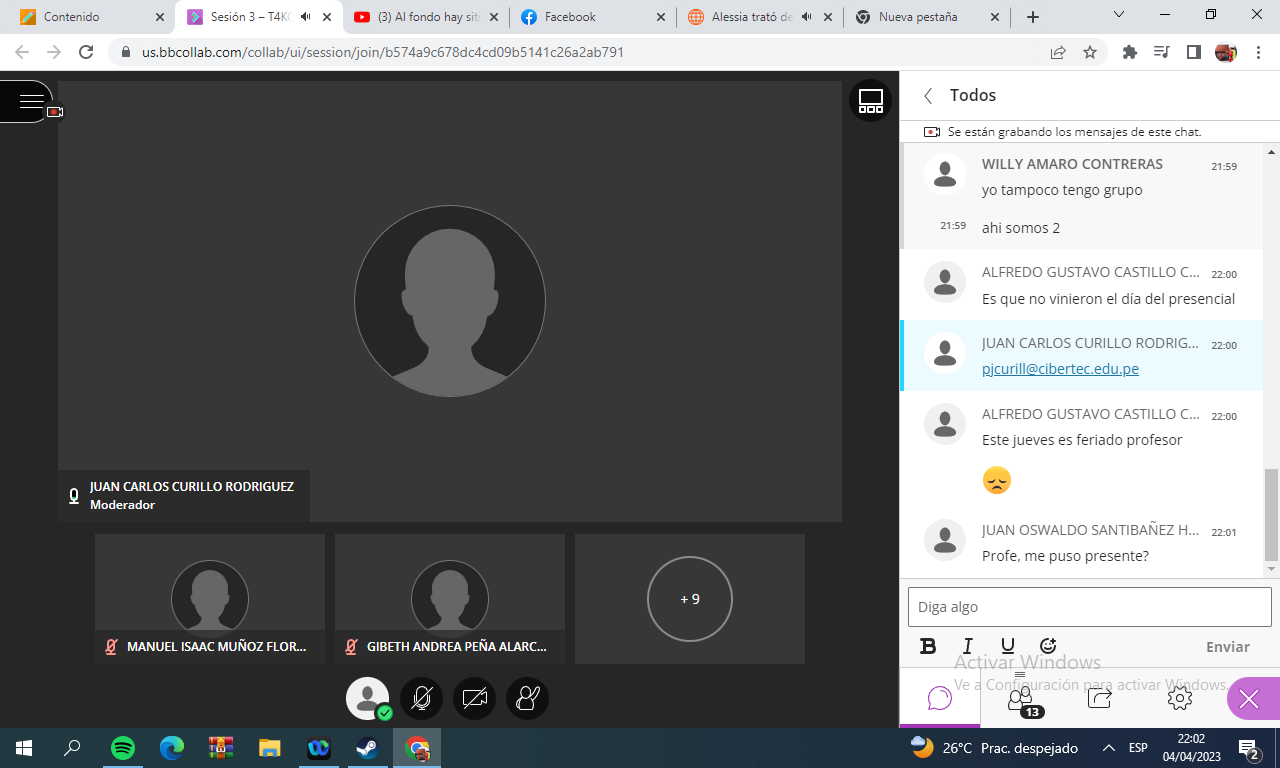 Contenido
Sesión 3 – T4KC
(3) Al fondo hay siti
Facebook
Alessia trató de
Nueva pestaña
us.bbcollab.com/collab/ui/session/join/b574a9c678dc4cd09b5141c26a2ab791
Todos
Se están grabando los mensajes de este chat.
WILLY AMARO CONTRERAS 21:59
yo tampoco tengo grupo
21:59 ahi somos 2
ALFREDO GUSTAVO CASTILLO C... 22:00
Es que no vinieron el día del presencial
JUAN CARLOS CURILLO RODRIG... 22:00
pjcurill@cibertec.edu.pe
ALFREDO GUSTAVO CASTILLO C... 22:00
Este jueves es feriado profesor
JUAN OSWALDO SANTIBAÑEZ H... 22:01
Profe, me puso presente?
JUAN CARLOS CURILLO RODRIGUEZ
Moderador
MANUEL ISAAC MUÑOZ FLOR...
GIBETH ANDREA PEÑA ALARC...
+ 9
Diga algo
B I U Enviar
Activar Windows
Ve a Configuración para activar Windows.
13
26°C Prac. despejado
ESP
22:02
04/04/2023
2